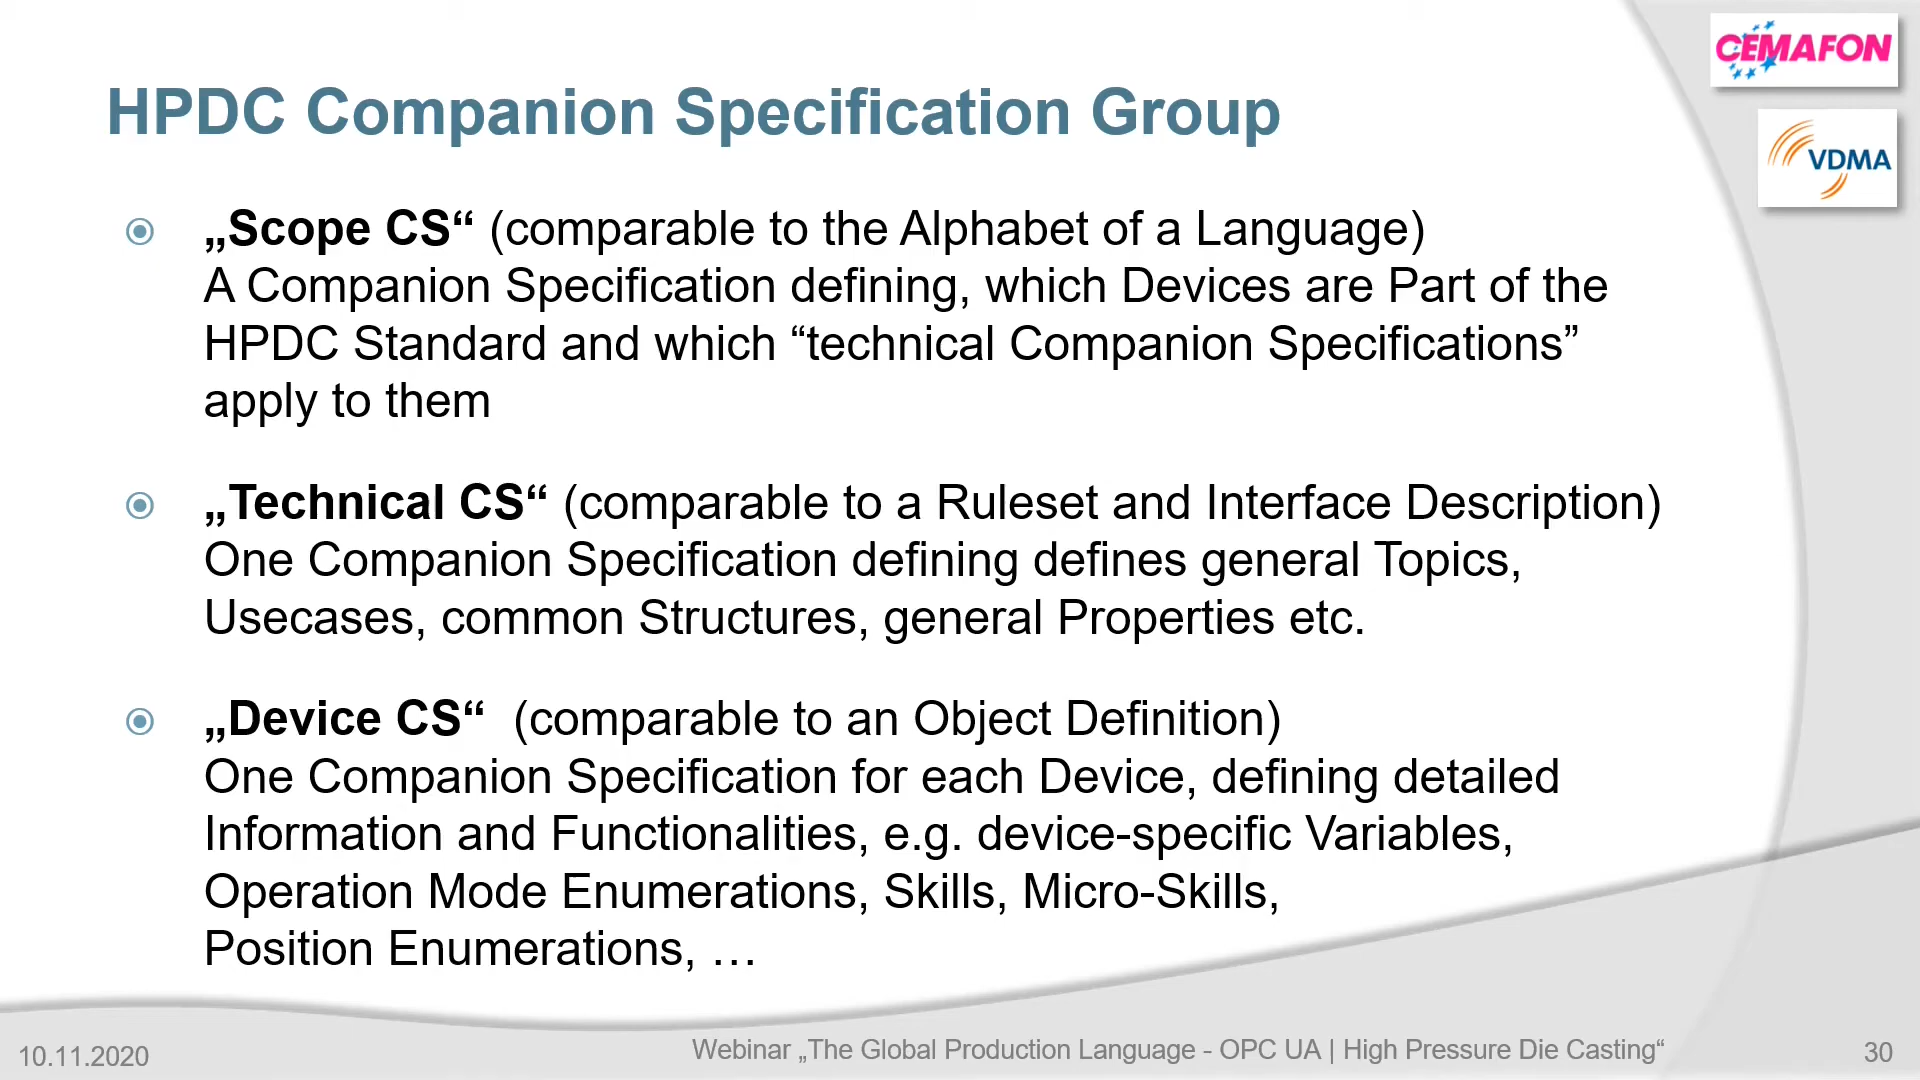 CEMAFON
HPDC Companion Specification Group
VDMA
„Scope CS“ (comparable to the Alphabet of a Language)
A Companion Specification defining, which Devices are Part of the
HPDC Standard and which “technical Companion Specifications”
apply to them
„Technical CS“ (comparable to a Ruleset and Interface Description)
One Companion Specification defining defines general Topics,
Usecases, common Structures, general Properties etc.
„Device CS“ (comparable to an Object Definition)
One Companion Specification for each Device, defining detailed
Information and Functionalities, e.g. device-specific Variables,
Operation Mode Enumerations, Skills, Micro-Skills,
Position Enumerations, …
10.11.2020
Webinar „The Global Production Language - OPC UA | High Pressure Die Casting“
30